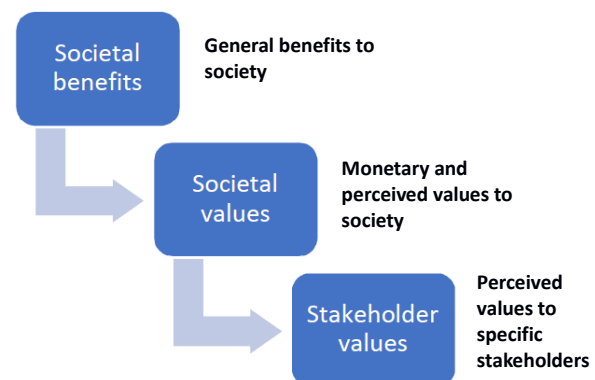 Societal
benefits
General benefits to
society
Societal
values
Monetary and
perceived values to
society
Stakeholder
values
Perceived
values to
specific
stakeholders